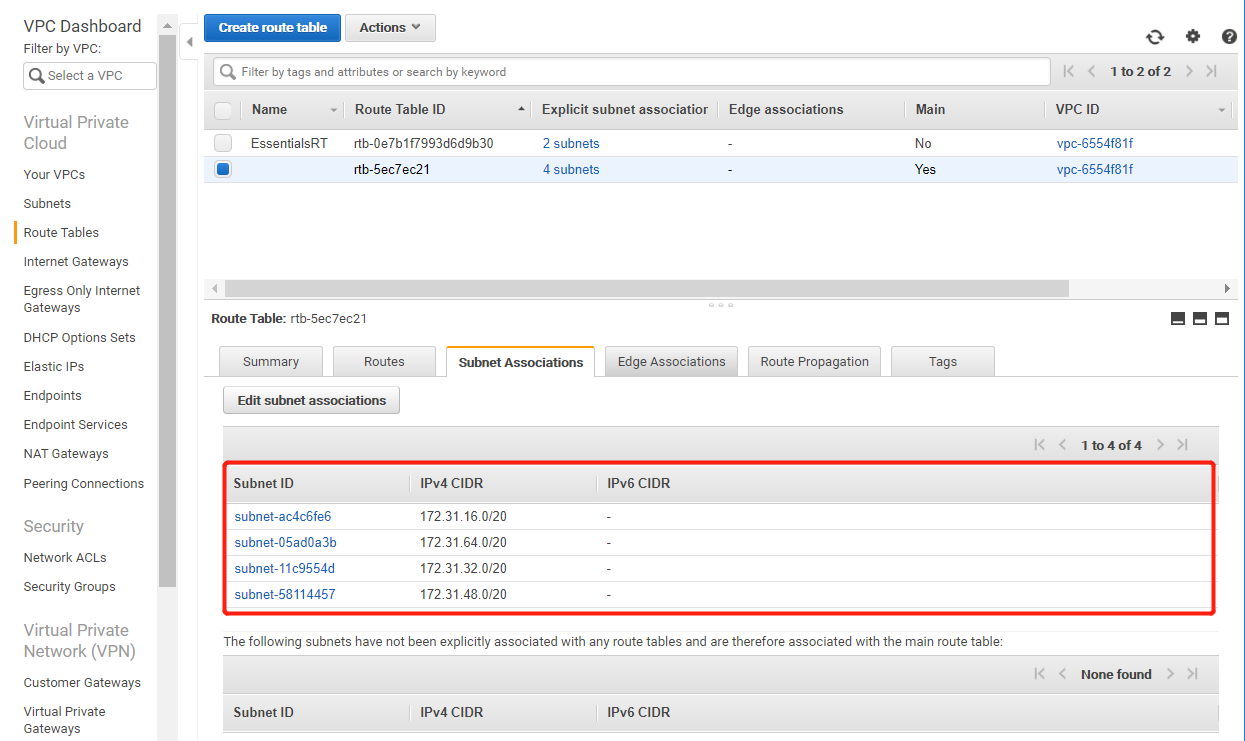 VPC Dashboard
Filter by VPC:
Select a VPC
Virtual Private
Cloud
Your VPCs
Subnets
Route Tables
Internet Gateways
Egress Only Internet
Gateways
DHCP Options Sets
Elastic IPs
Endpoints
Endpoint Services
NAT Gateways
Peering Connections
Security
Network ACLs
Security Groups
Virtual Private
Network (VPN)
Customer Gateways
Virtual Private
Gateways
Create route table Actions
Filter by tags and attributes or search by keyword 1 to 2 of 2
Name Route Table ID Explicit subnet association Edge associations Main VPC ID
EssentialsRT rtb-0e7b1f7993d6d9b30 2 subnets - No vpc-6554f81f
rtb-5ec7ec21 4 subnets - Yes vpc-6554f81f
Route Table: rtb-5ec7ec21
Summary Routes Subnet Associations Edge Associations Route Propagation Tags
Edit subnet associations
1 to 4 of 4
Subnet ID IPv4 CIDR IPv6 CIDR
subnet-ac4c6fe6 172.31.16.0/20 -
subnet-05ad0a3b 172.31.64.0/20 -
subnet-11c9554d 172.31.32.0/20 -
subnet-58114457 172.31.48.0/20 -
The following subnets have not been explicitly associated with any route tables and are therefore associated with the main route table:
None found
Subnet ID IPv4 CIDR IPv6 CIDR